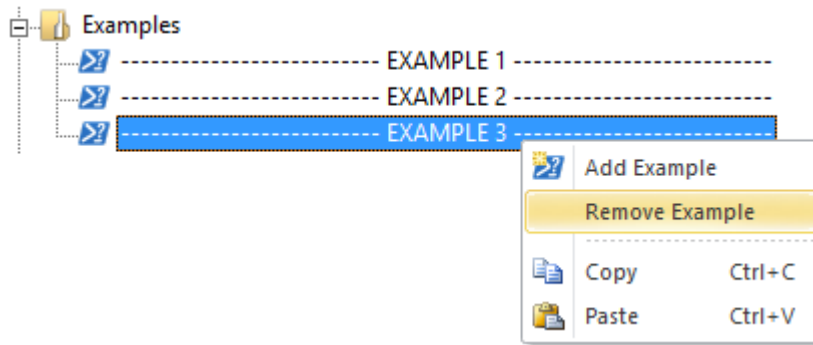 Examples
-------------------------- EXAMPLE 1 --------------------------
-------------------------- EXAMPLE 2 --------------------------
-------------------------- EXAMPLE 3 --------------------------
Add Example
Remove Example
Copy Ctrl+C
Paste Ctrl+V